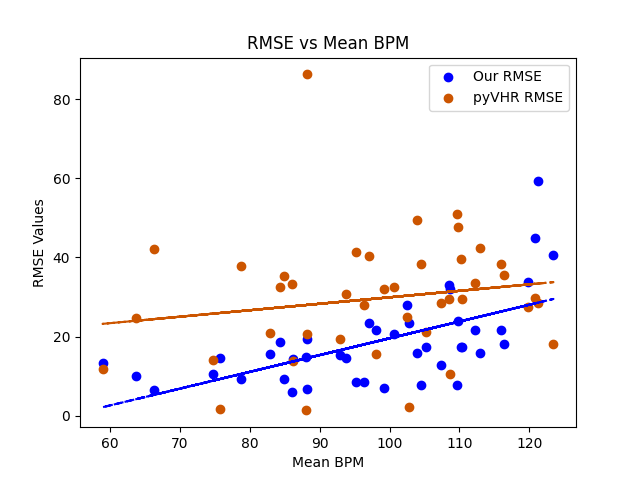 RMSE vs Mean BPM
Our RMSE
pyVHR RMSE
RMSE Values
80
60
40
20
0
60 70 80 90 100 110 120
Mean BPM